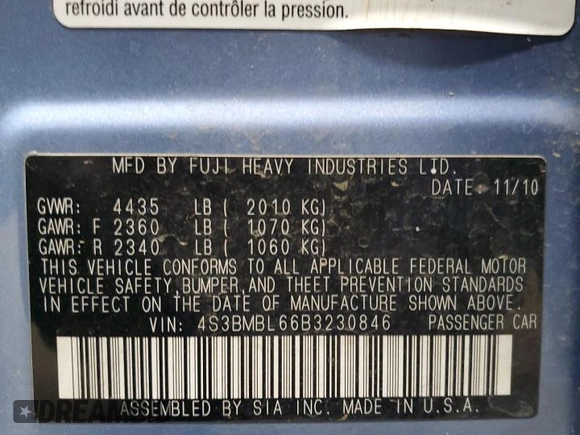 refroidi avant de contrôler la pression.
MFD BY FUJI HEAVY INDUSTRIES LTD.
DATE: 11/10
GVWR: 4435 LB ( 2010 KG)
GAWR: F 2360 LB ( 1070 KG)
GAWR: R 2340 LB ( 1060 KG)
THIS VEHICLE CONFORMS TO ALL APPLICABLE FEDERAL MOTOR
VEHICLE SAFETY, BUMPER, AND THEFT PREVENTION STANDARDS
IN EFFECT ON THE DATE OF MANUFACTURE SHOWN ABOVE.
VIN: 4S3BMBL66B3230846 PASSENGER CAR
ASSEMBLED BY SIA INC. MADE IN U.S.A.